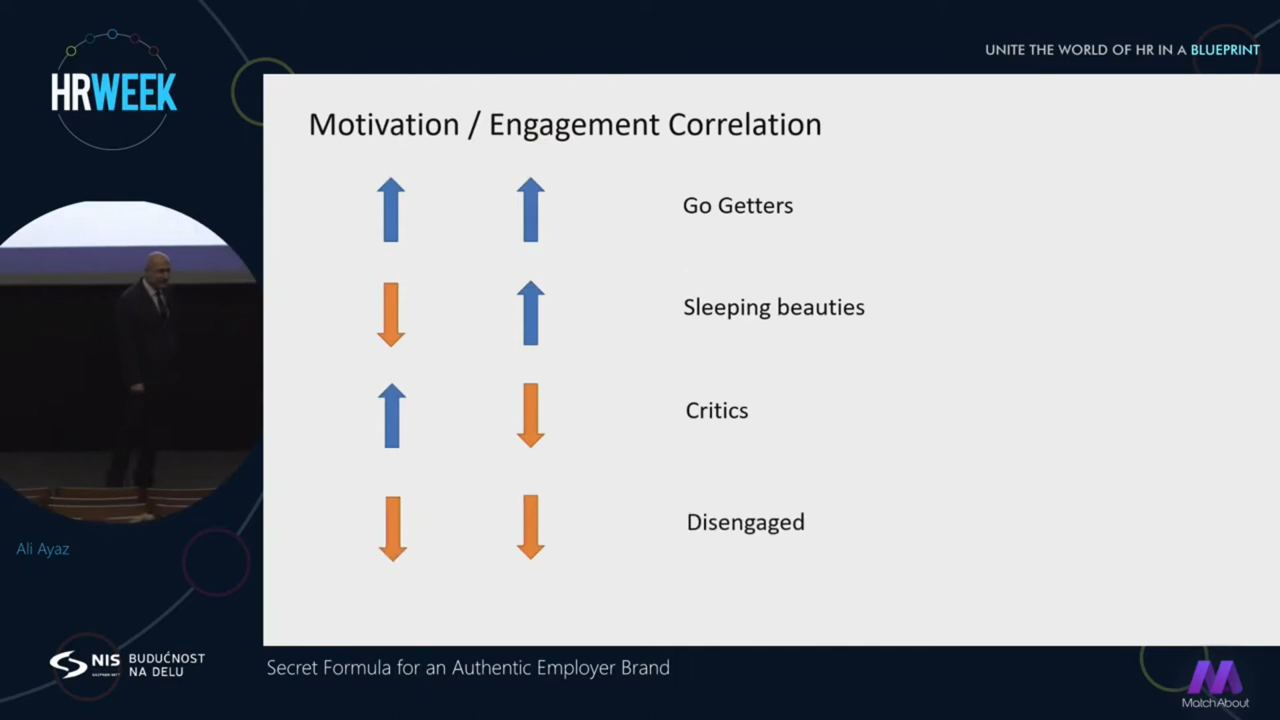 UNITE THE WORLD OF HR IN A BLUEPRINT
HRWEEK
Motivation / Engagement Correlation
Go Getters
Sleeping beauties
Critics
Disengaged
Ali Ayaz
NIS
BUDUĆNOST
NA DELU
Secret Formula for an Authentic Employer Brand
MatchAbout